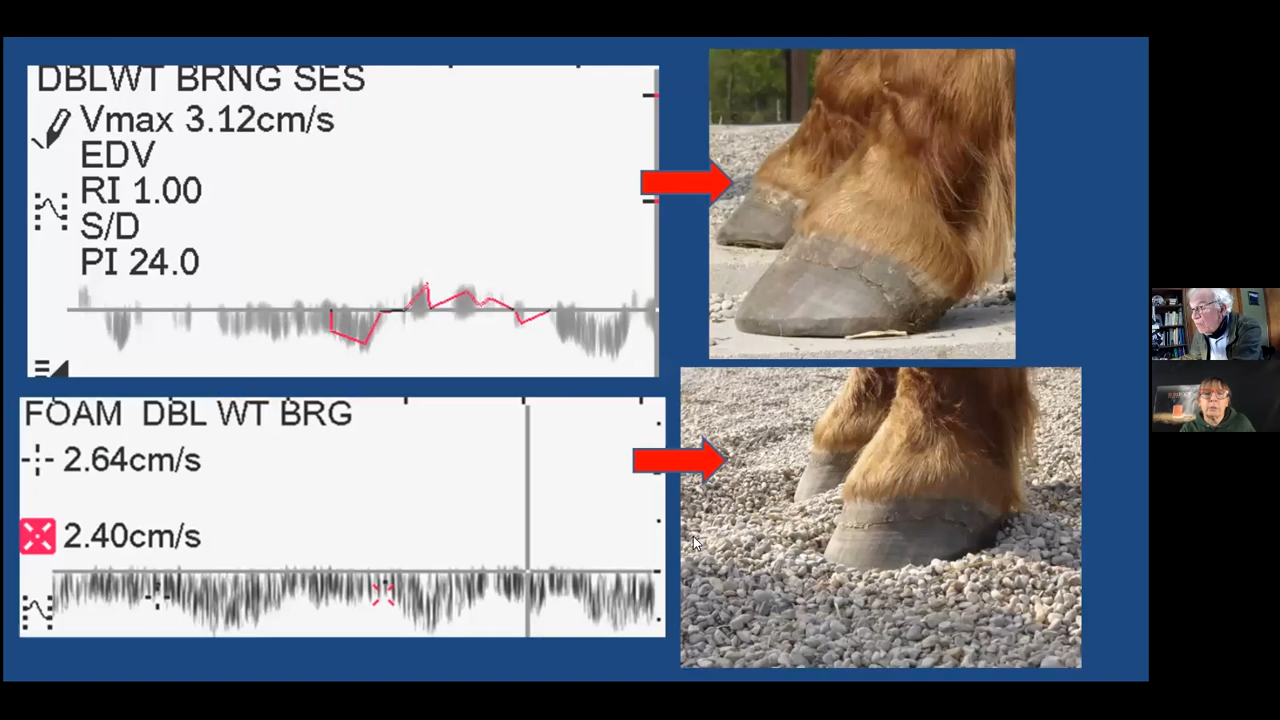 DBLWT BRNG SES
Vmax 3.12cm/s
EDV
RI 1.00
S/D
PI 24.0
FOAM DBL WT BRG
2.64cm/s
2.40cm/s